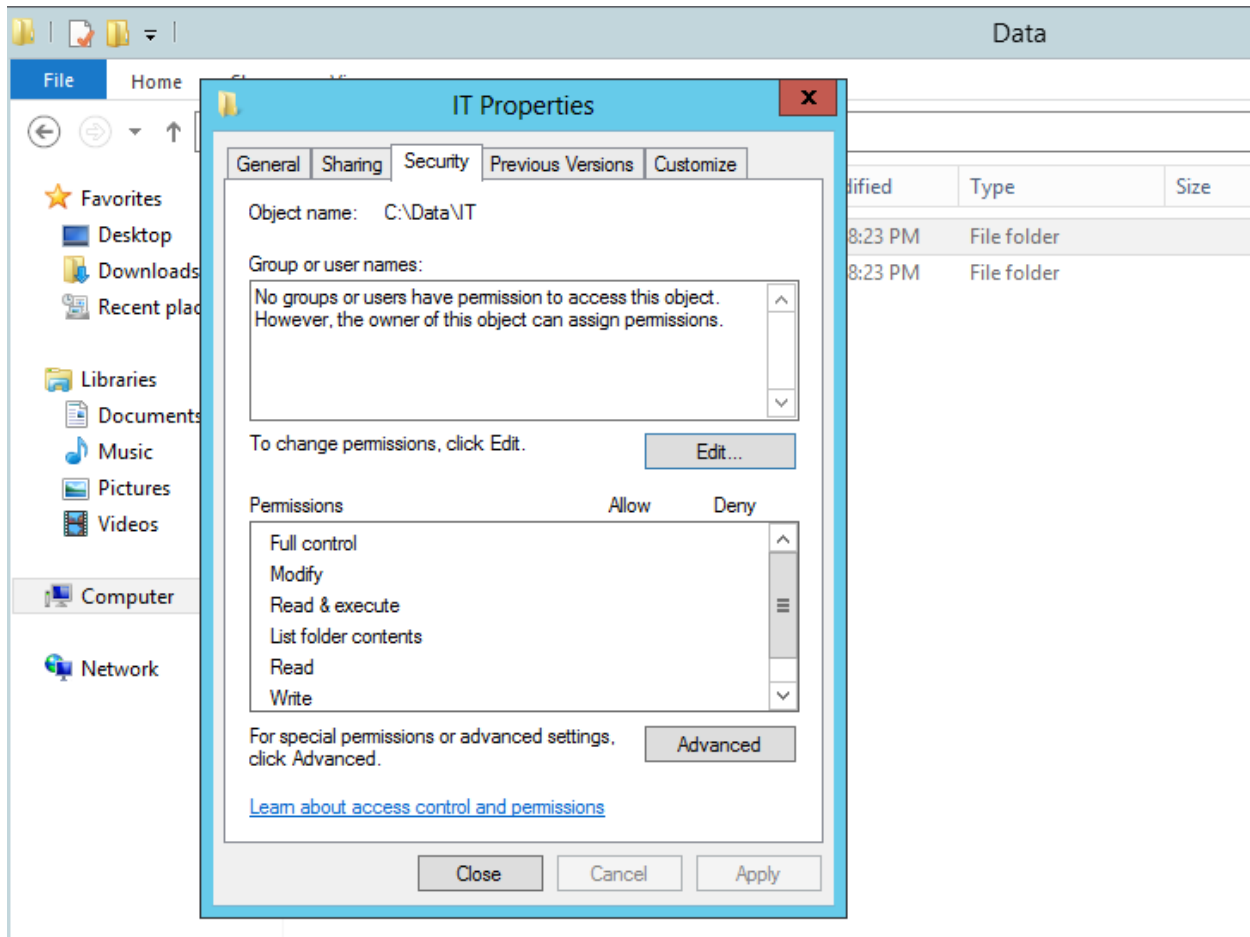 Data
File
Home
IT Properties
X
General
Sharing
Security
Previous Versions
Customize
Object name: C:\Data\IT
Group or user names:
No groups or users have permission to access this object.
However, the owner of this object can assign permissions.
To change permissions, click Edit.
Edit...
Permissions
Allow
Deny
Full control
Modify
Read & execute
List folder contents
Read
Write
For special permissions or advanced settings,
click Advanced.
Advanced
Learn about access control and permissions
Close
Cancel
Apply
Favorites
Desktop
Downloads
Recent plac
Libraries
Documents
Music
Pictures
Videos
Computer
Network
dified
Type
Size
8:23 PM
File folder
8:23 PM
File folder